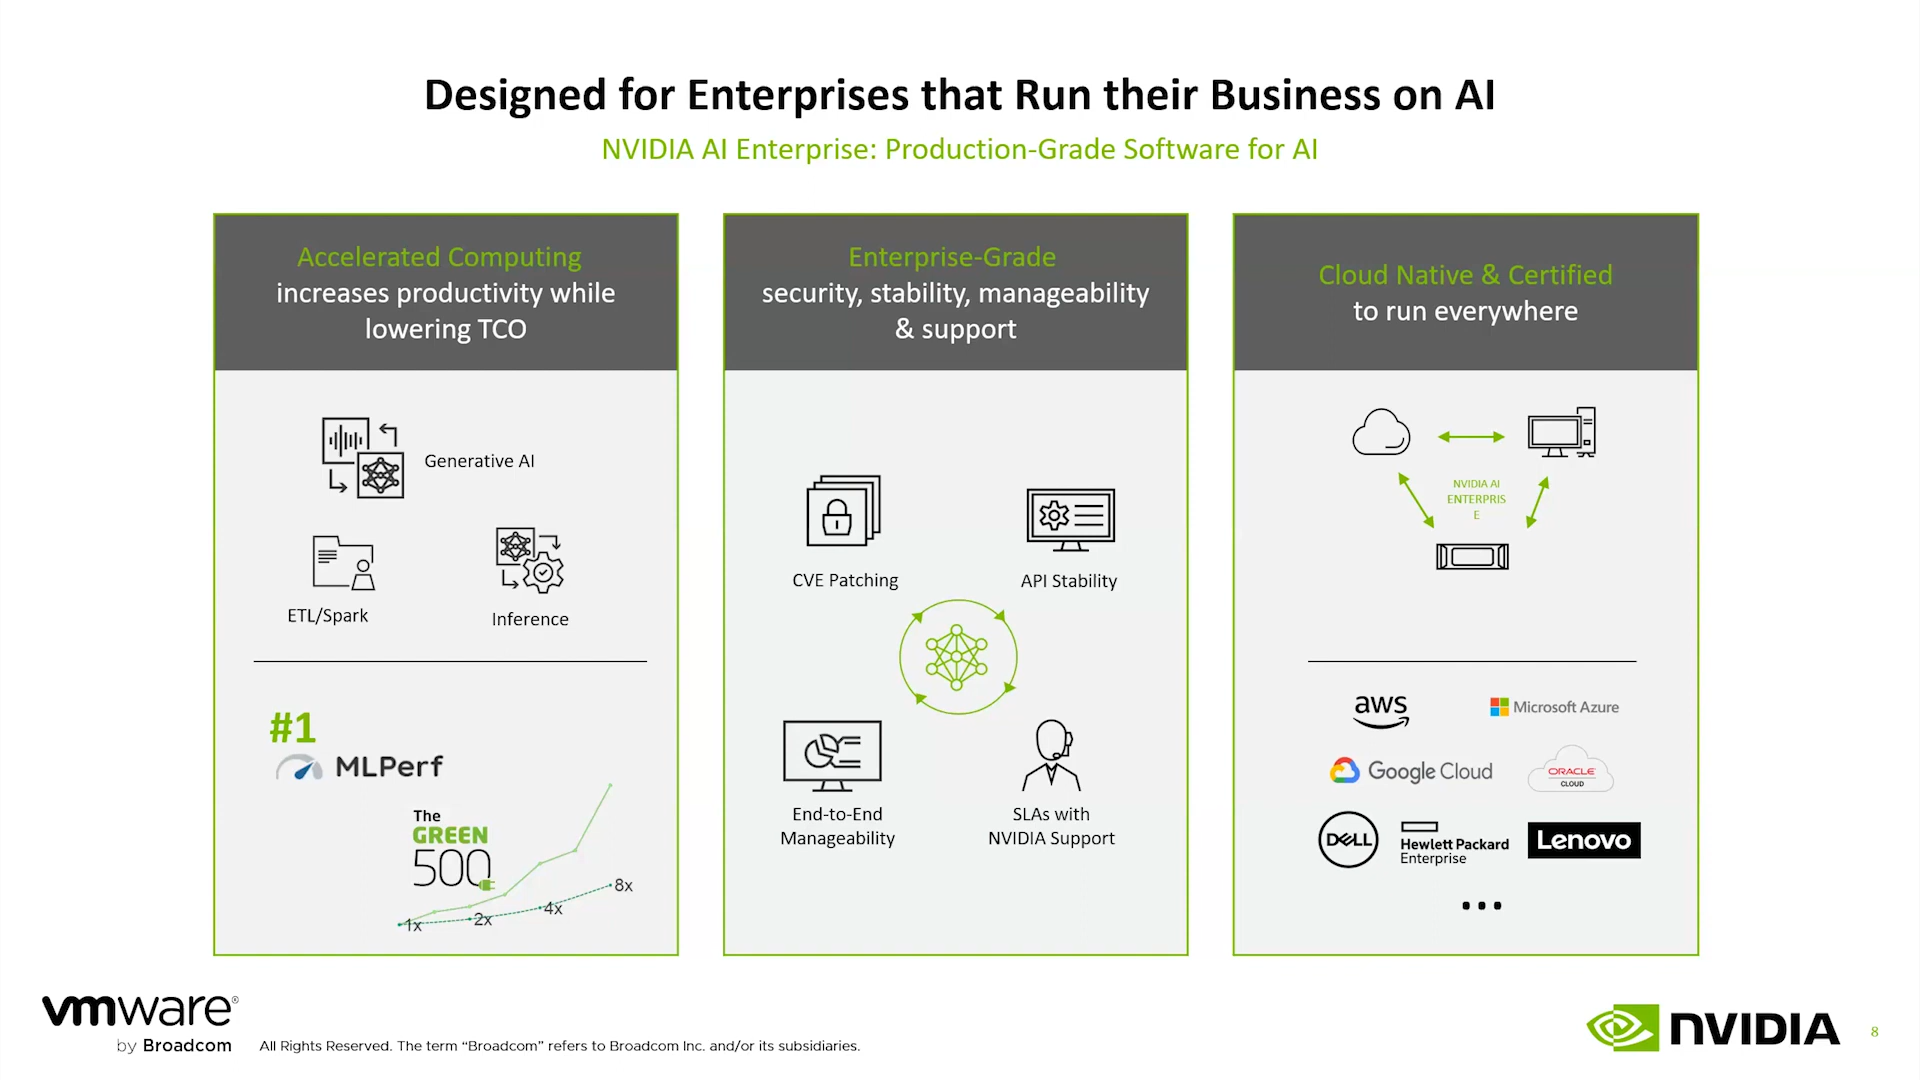 Designed for Enterprises that Run their Business on AI
NVIDIA AI Enterprise: Production-Grade Software for AI
Accelerated Computing
increases productivity while
lowering TCO
Generative AI
ETL/Spark
Inference
#1
MLPerf
The
GREEN
500
1x
2x
4x
8x
Enterprise-Grade
security, stability, manageability
& support
CVE Patching
API Stability
End-to-End
Manageability
SLAs with
NVIDIA Support
Cloud Native & Certified
to run everywhere
NVIDIA AI
ENTERPRIS
E
aws
Microsoft Azure
Google Cloud
ORACLE
CLOUD
DELL
Hewlett Packard
Enterprise
Lenovo
...
vmware®
by Broadcom
All Rights Reserved. The term “Broadcom” refers to Broadcom Inc. and/or its subsidiaries.
NVIDIA
8